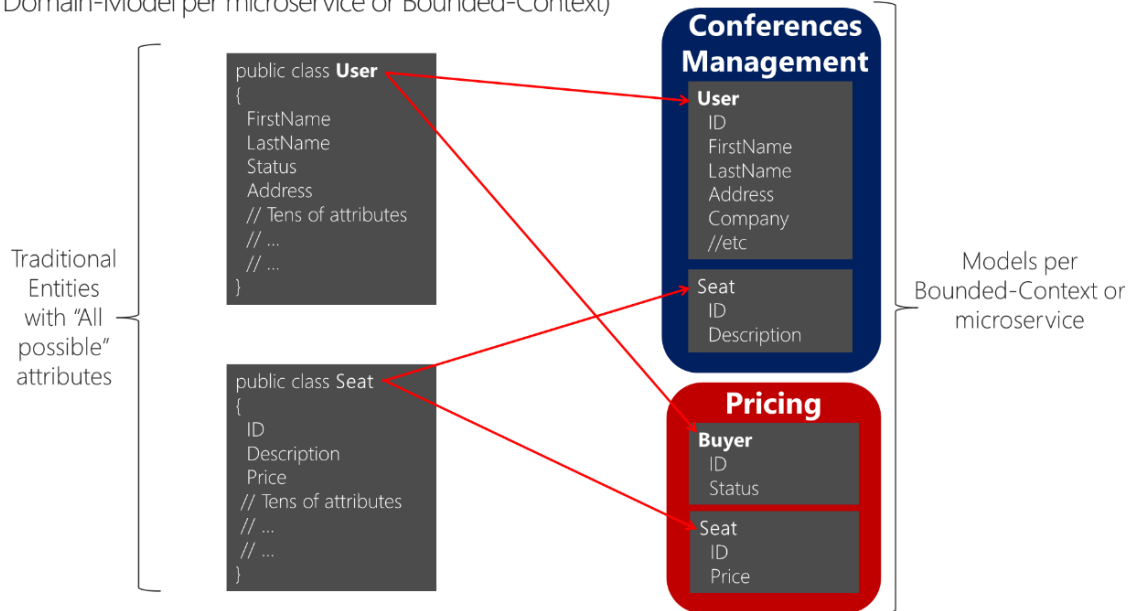 Domain-Model per microservice or Bounded-Context)
Traditional
Entities
with “All
possible”
attributes
public class User
{
FirstName
LastName
Status
Address
// Tens of attributes
// ...
// ...
}
public class Seat
{
ID
Description
Price
// Tens of attributes
// ...
// ...
}
Conferences
Management
User
ID
FirstName
LastName
Address
Company
//etc
Seat
ID
Description
Pricing
Buyer
ID
Status
Seat
ID
Price
Models per
Bounded-Context or
microservice